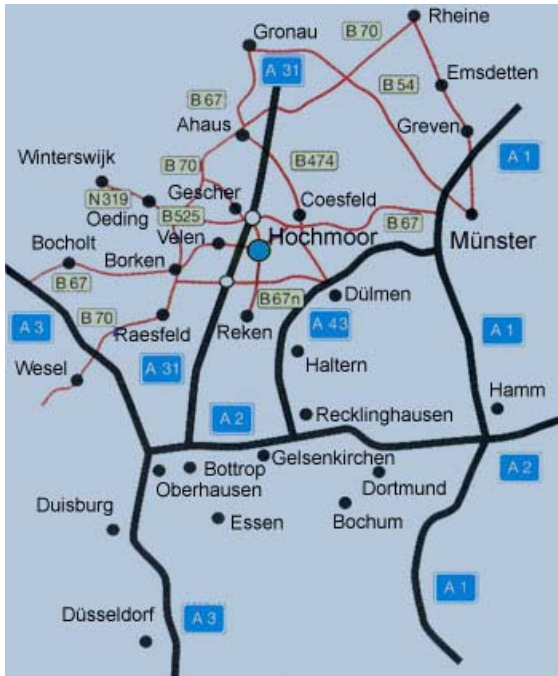 Rheine
B 70
Gronau
A 31
Emsdetten
B 54
B 67
Greven
Ahaus
A 1
Winterswijk
B 70
B474
N319
Gescher
Coesfeld
Oeding
B525
B 67
Velen
Hochmoor
Münster
Bocholt
Borken
B 67
B67n
Dülmen
A 3
B 70
Raesfeld
Reken
A 43
A 1
Haltern
Wesel
A 31
Hamm
A 2
Recklinghausen
Gelsenkirchen
A 2
Bottrop
Oberhausen
Dortmund
Duisburg
Essen
Bochum
A 1
Düsseldorf
A 3